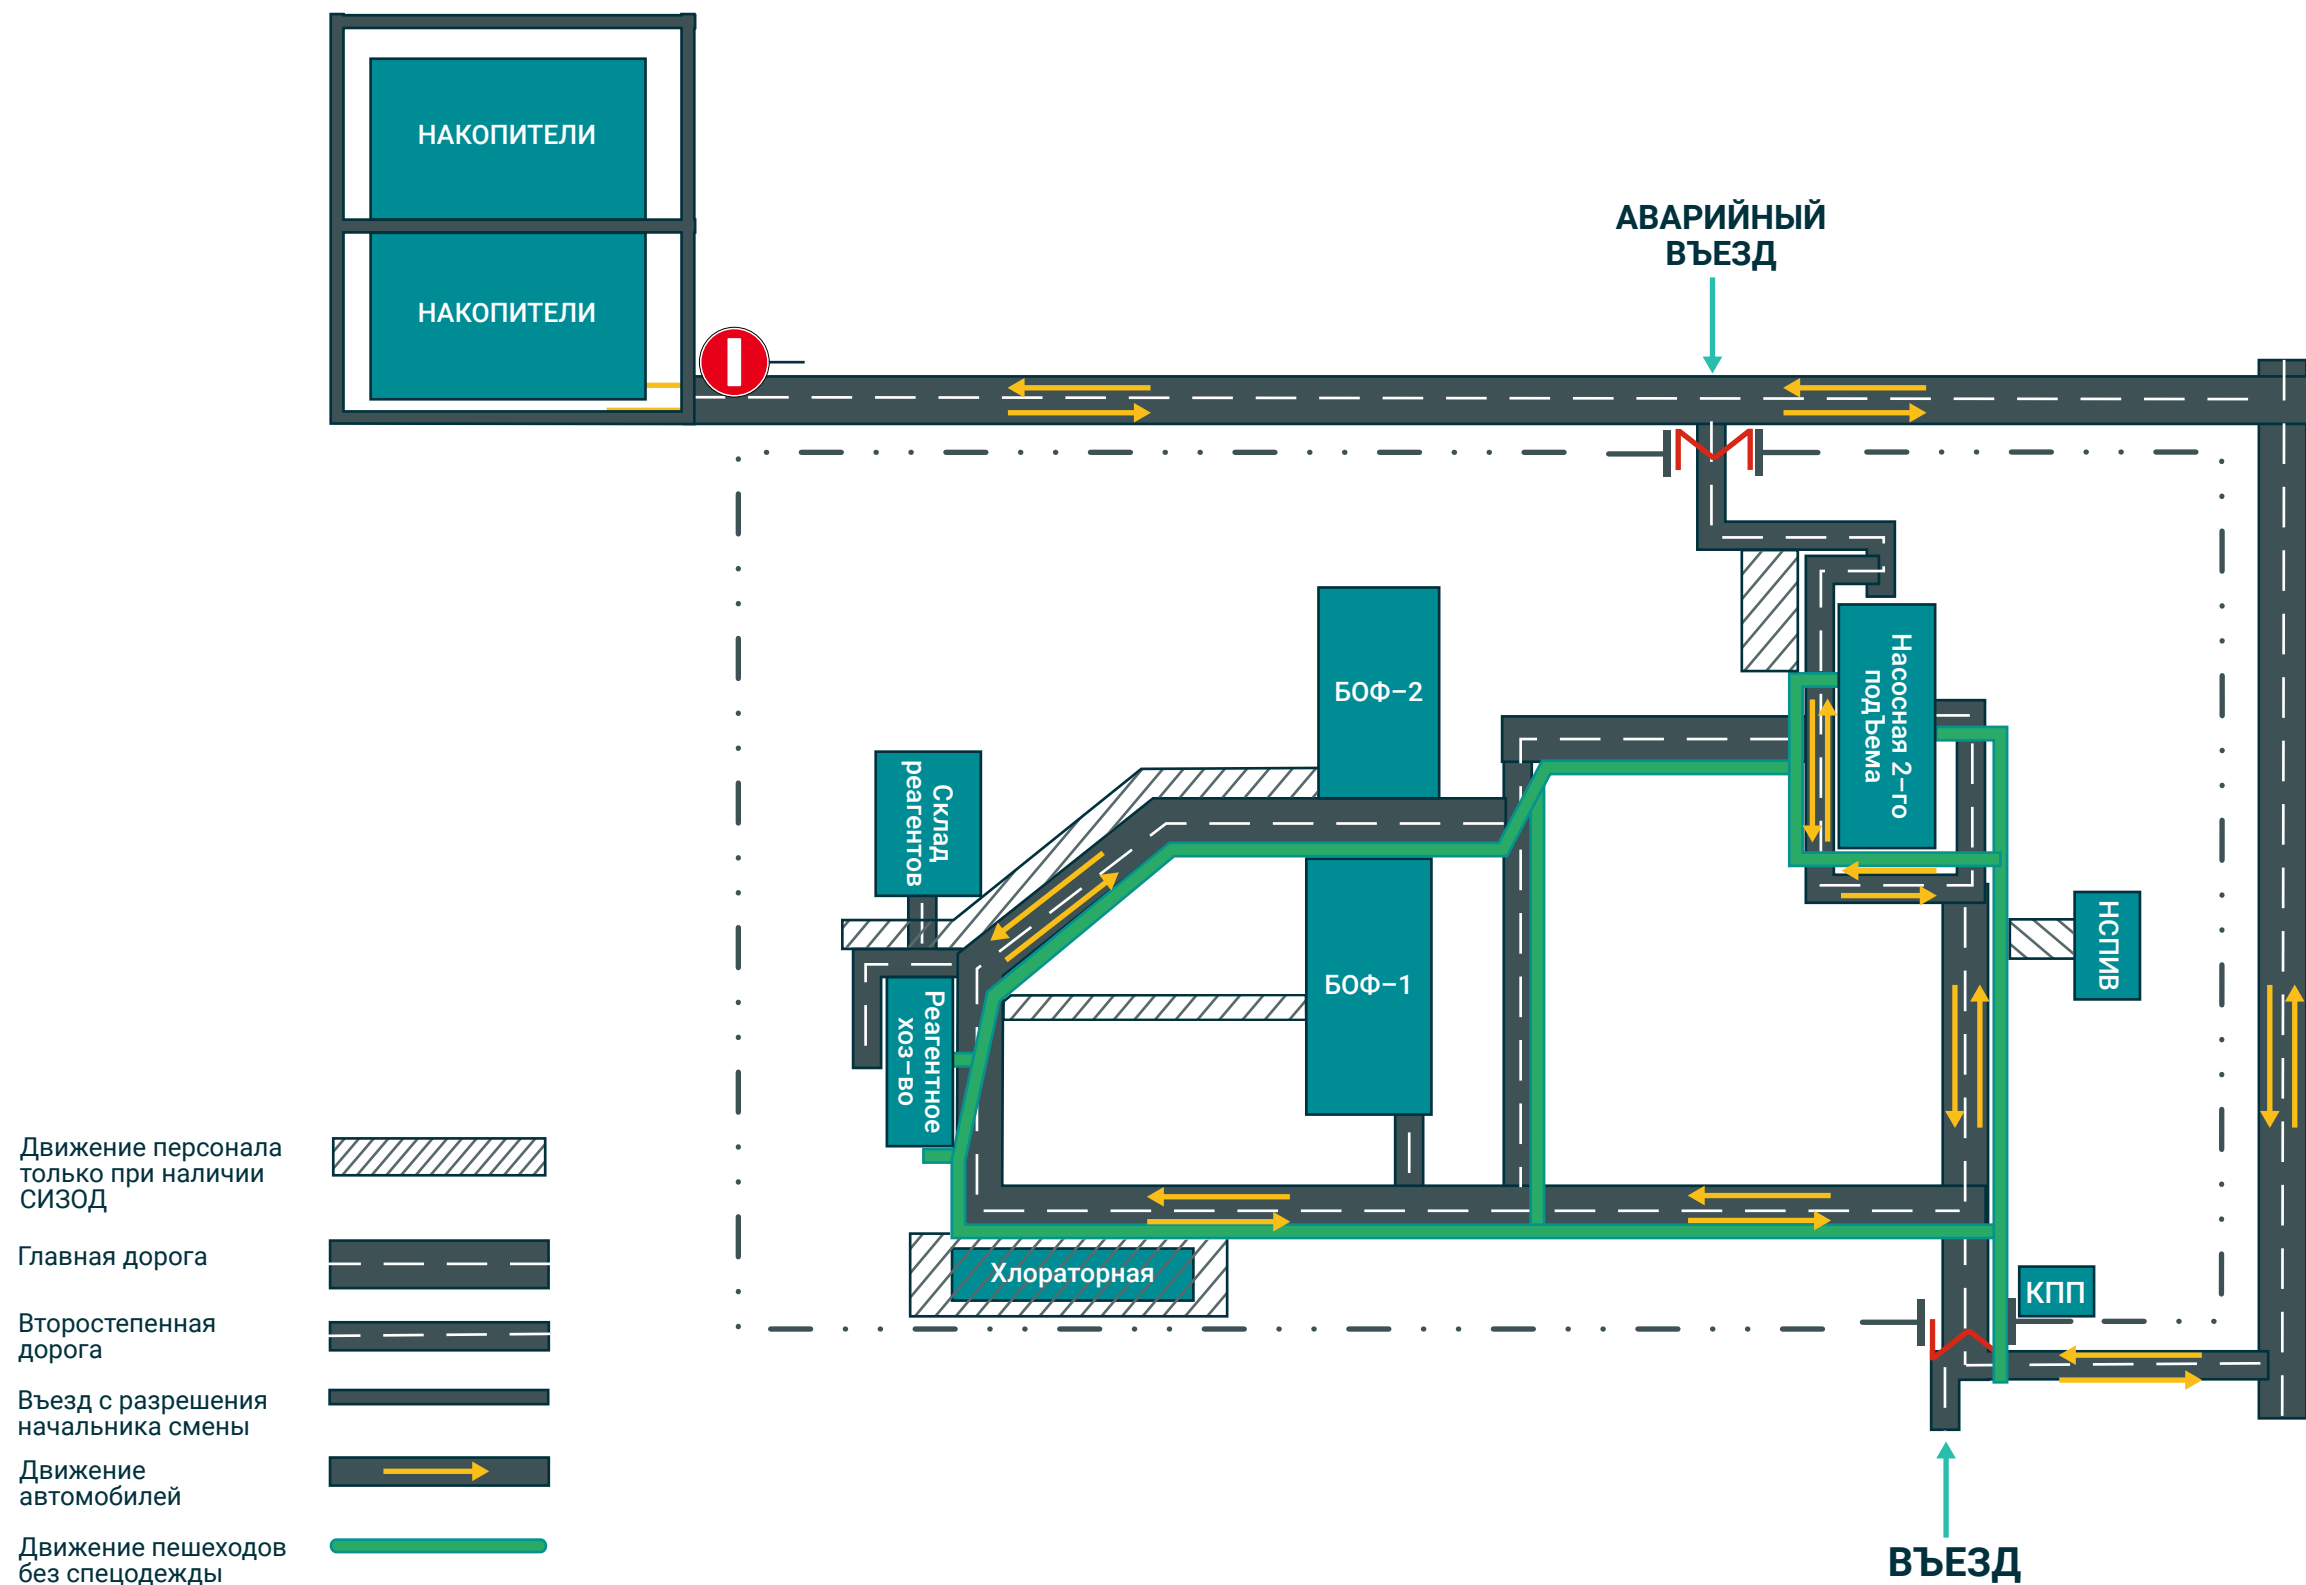 НАКОПИТЕЛИ
НАКОПИТЕЛИ
АВАРИЙНЫЙ
ВЪЕЗД
БОФ–2
Насосная 2–го
подЪема
Склад
реагентов
НСПИВ
БОФ–1
Реагентное
хоз–во
Хлораторная
КПП
ВЪЕЗД
Движение персонала
только при наличии
СИЗОД
Главная дорога
Второстепенная
дорога
Въезд с разрешения
начальника смены
Движение
автомобилей
Движение пешеходов
без спецодежды